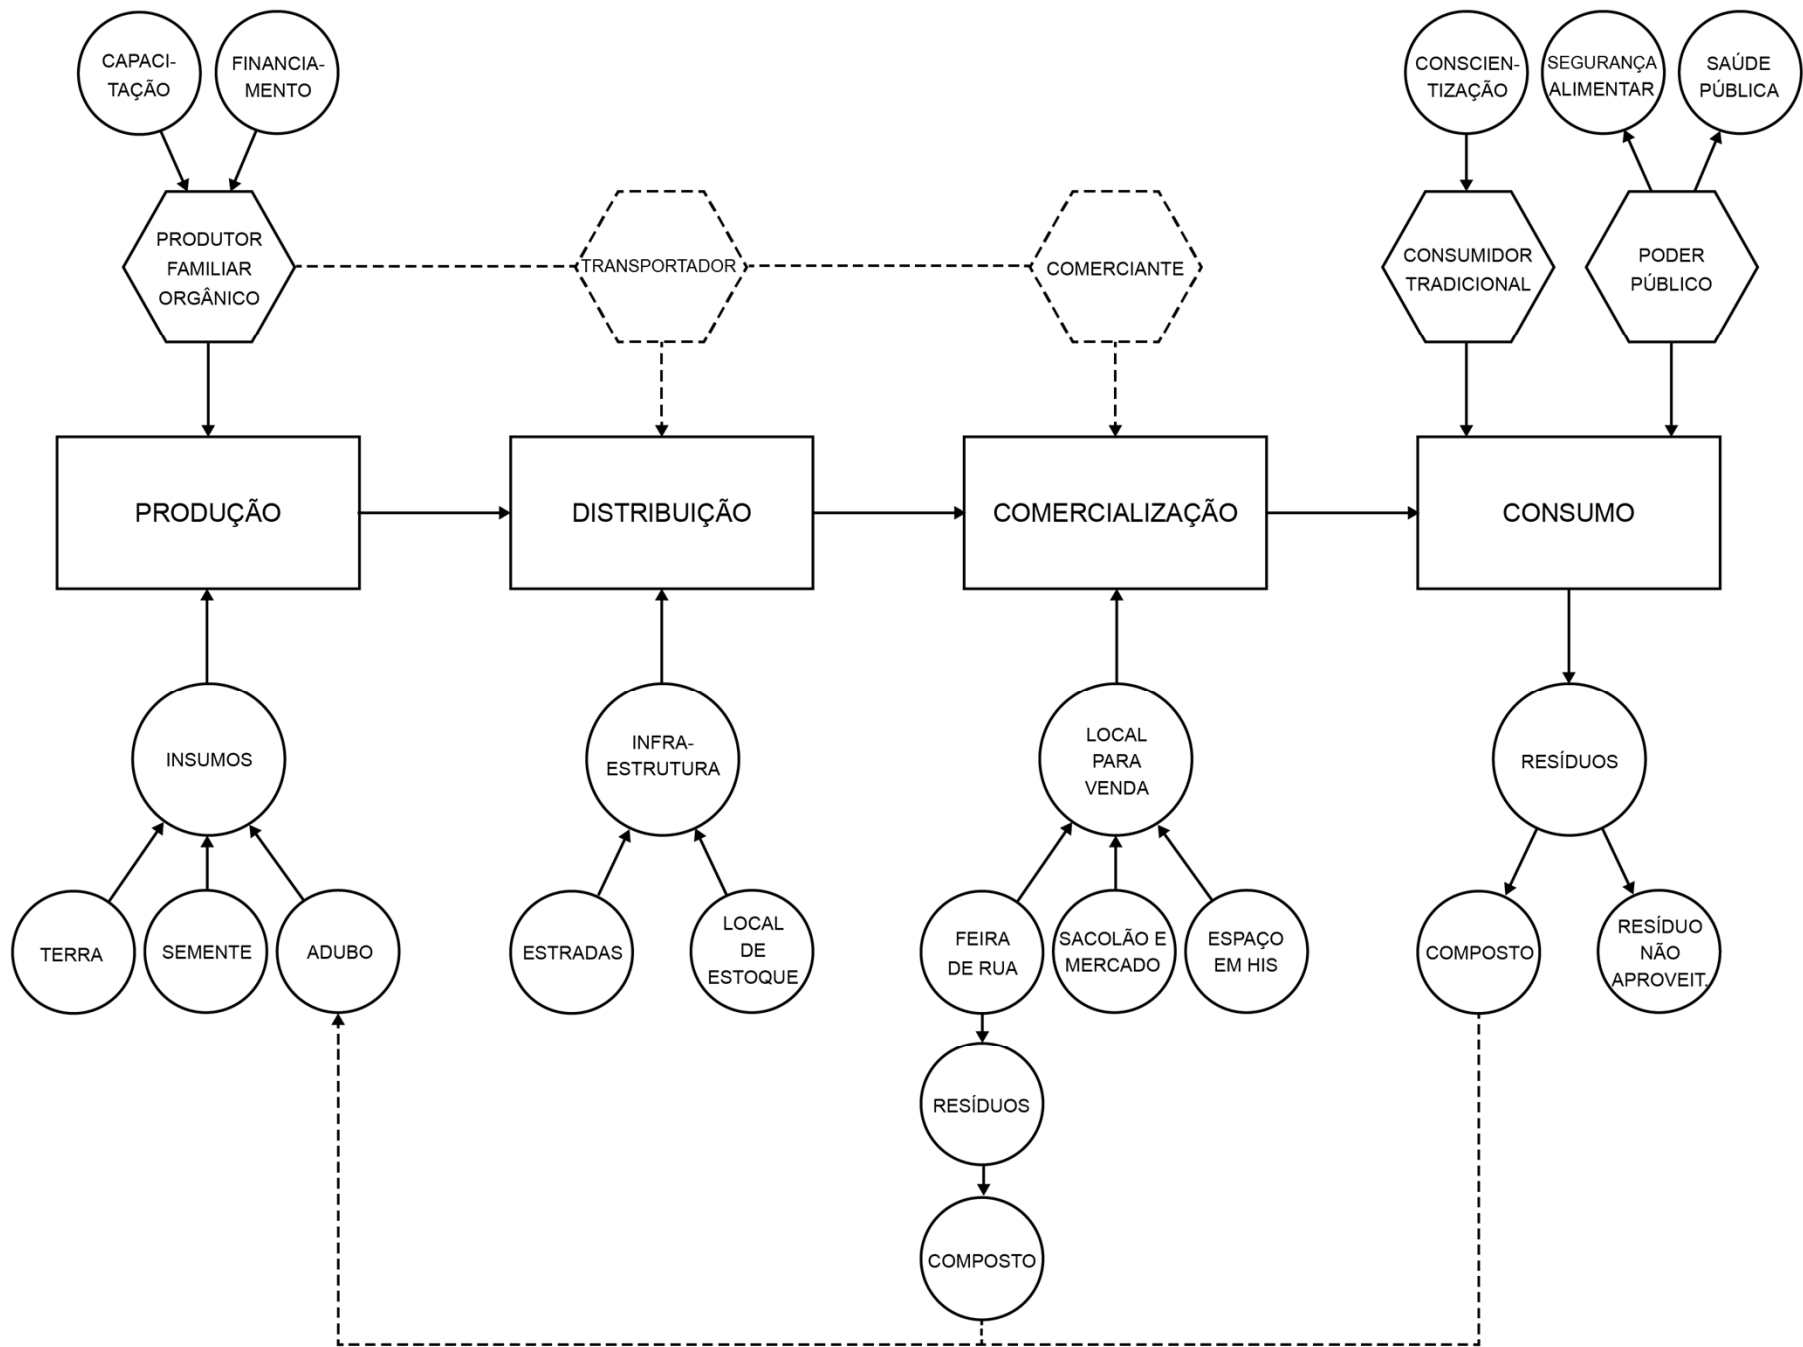 CAPACI-
TAÇÃO
FINANCIA-
MENTO
CONSCIEN-
TIZAÇÃO
SEGURANÇA
ALIMENTAR
SAÚDE
PÚBLICA
PRODUTOR
FAMILIAR
ORGÂNICO
TRANSPORTADOR
COMERCIANTE
CONSUMIDOR
TRADICIONAL
PODER
PÚBLICO
PRODUÇÃO
DISTRIBUIÇÃO
COMERCIALIZAÇÃO
CONSUMO
INSUMOS
INFRA-
ESTRUTURA
LOCAL
PARA
VENDA
RESÍDUOS
TERRA
SEMENTE
ADUBO
ESTRADAS
LOCAL
DE
ESTOQUE
FEIRA
DE RUA
SACOLÃO E
MERCADO
ESPAÇO
EM HIS
COMPOSTO
RESÍDUO
NÃO
APROVEIT.
RESÍDUOS
COMPOSTO